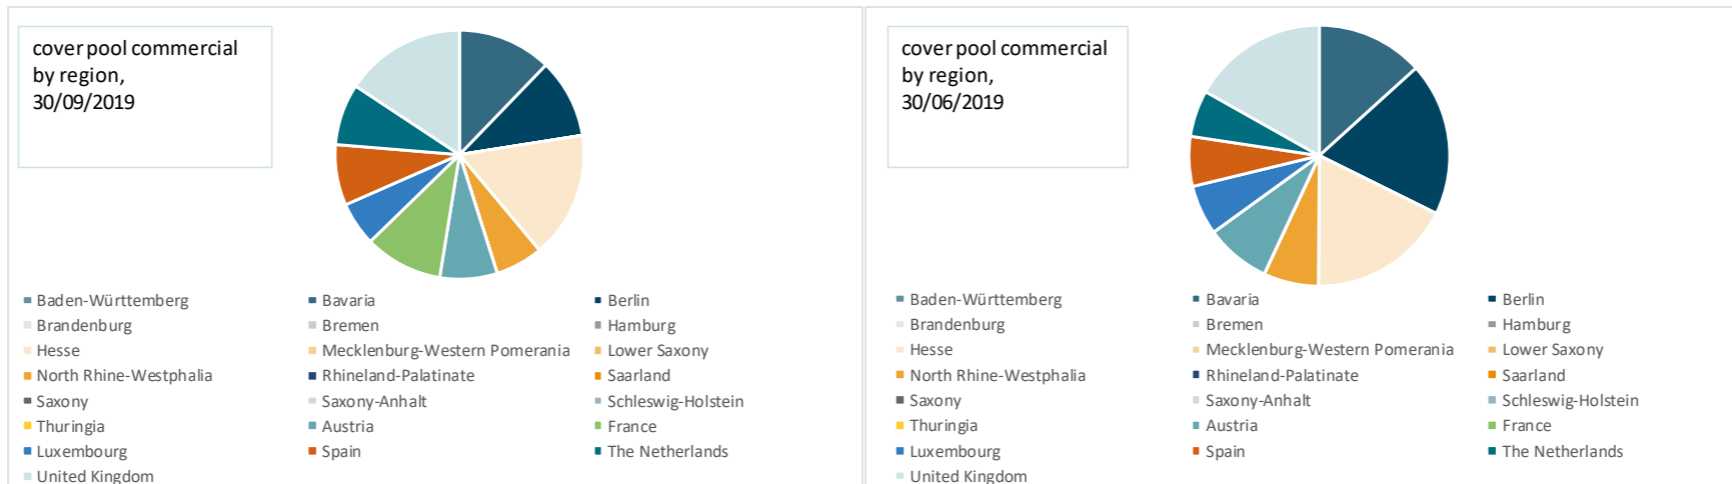 cover pool commercial
by region,
30/09/2019
Baden-Württemberg Bavaria Berlin
Brandenburg Bremen Hamburg
Hesse Mecklenburg-Western Pomerania Lower Saxony
North Rhine-Westphalia Rhineland-Palatinate Saarland
Saxony Saxony-Anhalt Schleswig-Holstein
Thuringia Austria France
Luxembourg Spain The Netherlands
United Kingdom
cover pool commercial
by region,
30/06/2019
Baden-Württemberg Bavaria Berlin
Brandenburg Bremen Hamburg
Hesse Mecklenburg-Western Pomerania Lower Saxony
North Rhine-Westphalia Rhineland-Palatinate Saarland
Saxony Saxony-Anhalt Schleswig-Holstein
Thuringia Austria France
Luxembourg Spain The Netherlands
United Kingdom